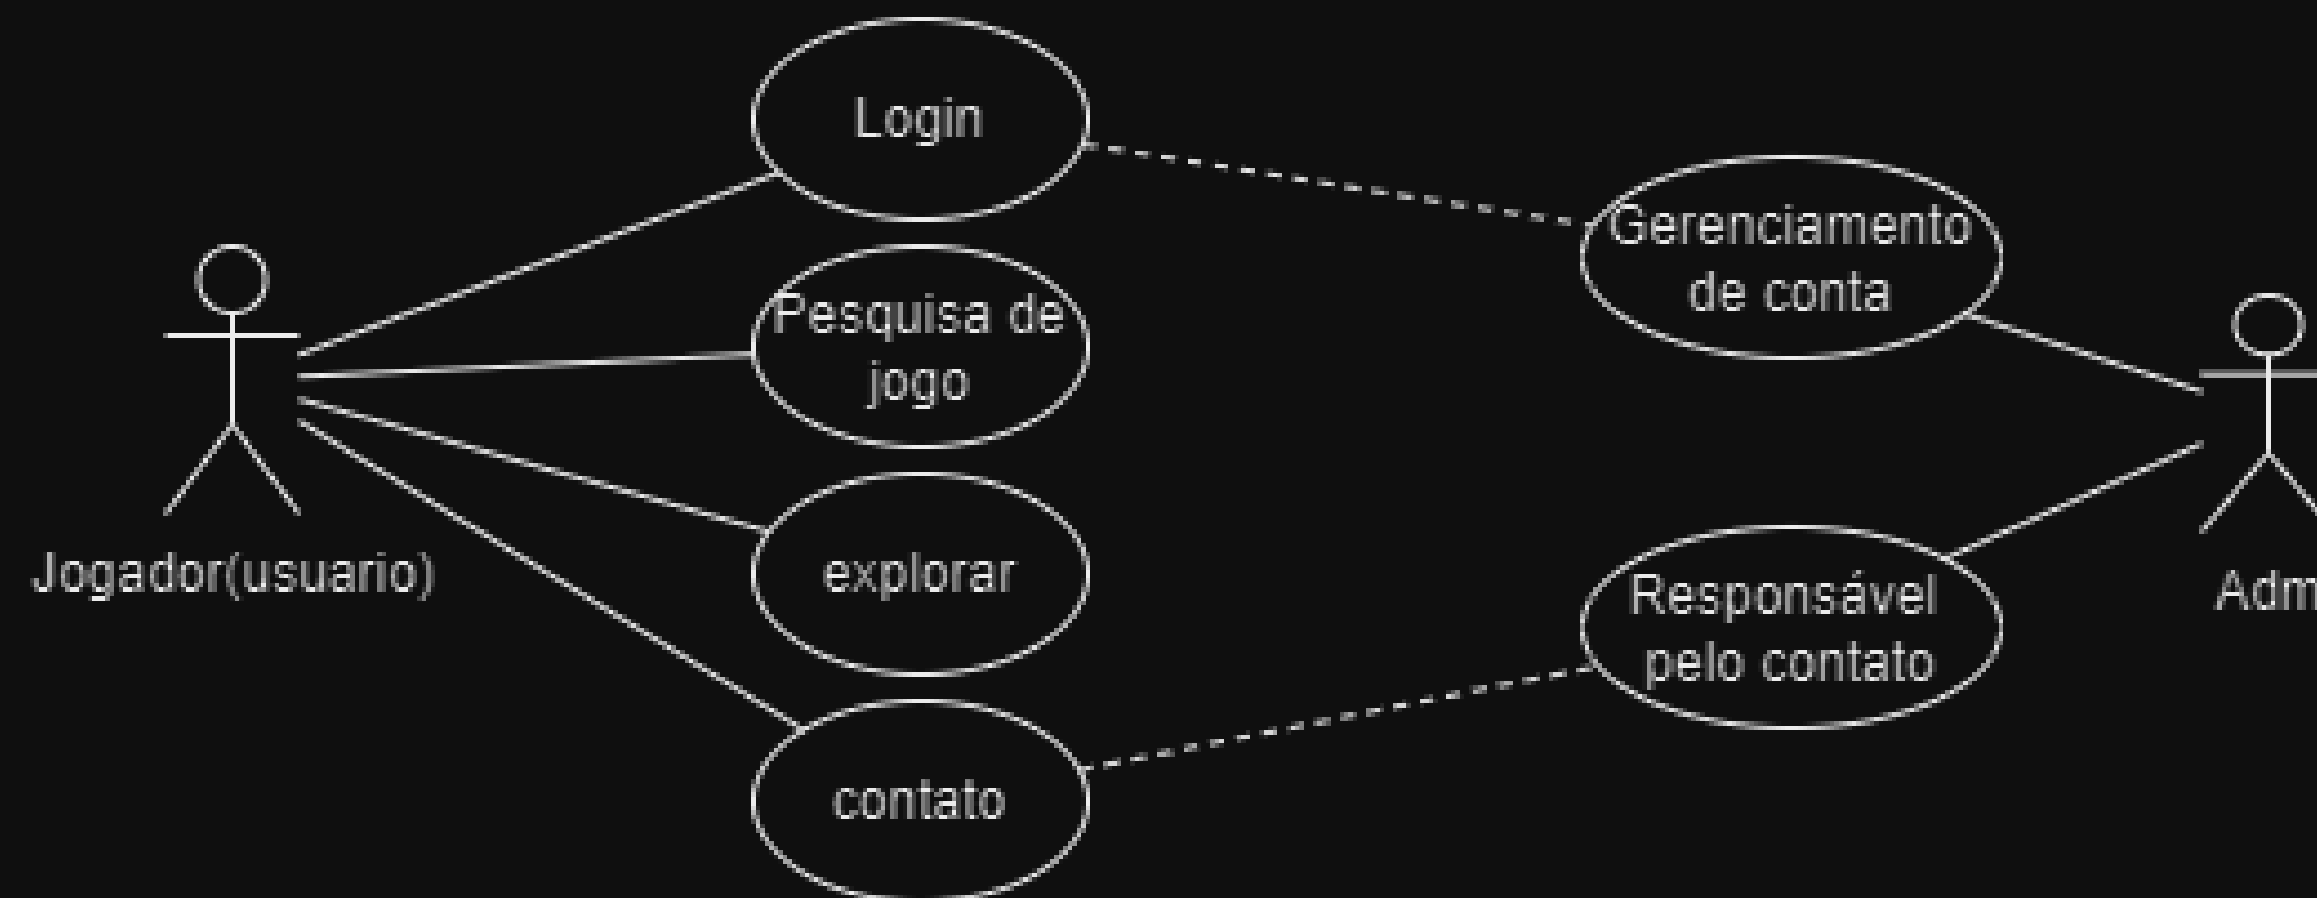 Login
Pesquisa de
jogo
explorar
contato
Jogador(usuario)
Gerenciamento
de conta
Responsável
pelo contato
Adm